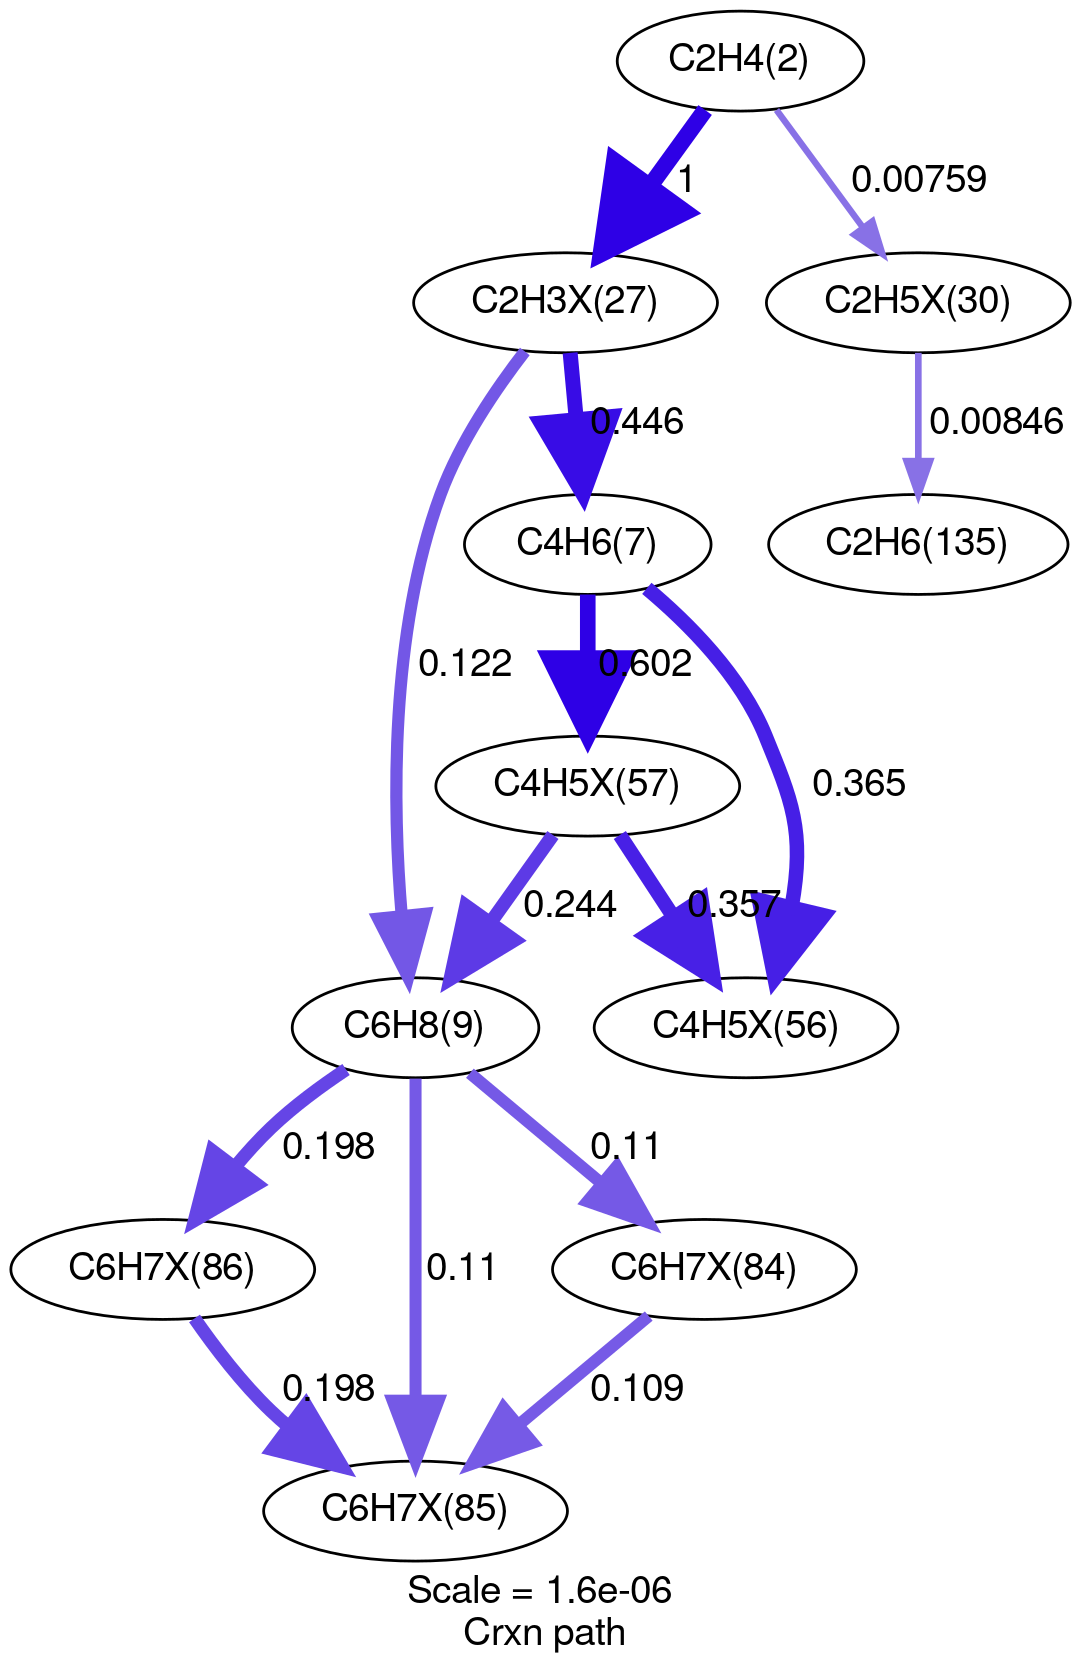 C2H4(2)
1
0.00759
C2H3X(27)
C2H5X(30)
0.446
0.00846
C4H6(7)
C2H6(135)
0.122
0.602
C4H5X(57)
0.365
0.244
0.357
C6H8(9)
C4H5X(56)
0.198
0.11
C6H7X(86)
0.11
C6H7X(84)
0.198
0.109
C6H7X(85)
Scale = 1.6e-06
Crxn path